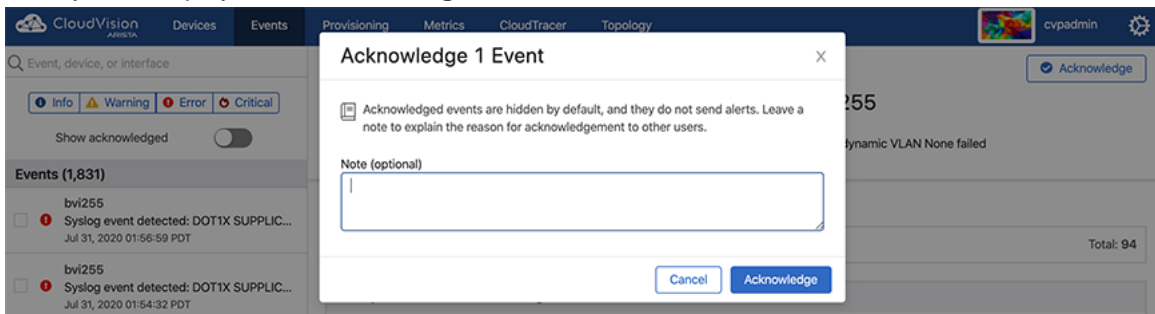 CloudVision
ARISTA
Devices
Events
Provisioning
Metrics
CloudTracer
Topology
cvpadmin
Event, device, or interface
Info
Warning
Error
Critical
Show acknowledged
Events (1,831)
bvi255
Syslog event detected: DOT1X SUPPLIC...
Jul 31, 2020 01:56:59 PDT
bvi255
Syslog event detected: DOT1X SUPPLIC...
Jul 31, 2020 01:54:32 PDT
Acknowledge 1 Event
X
Acknowledged events are hidden by default, and they do not send alerts. Leave a
note to explain the reason for acknowledgement to other users.
Note (optional)
Cancel
Acknowledge
Acknowledge
255
dynamic VLAN None failed
Total: 94